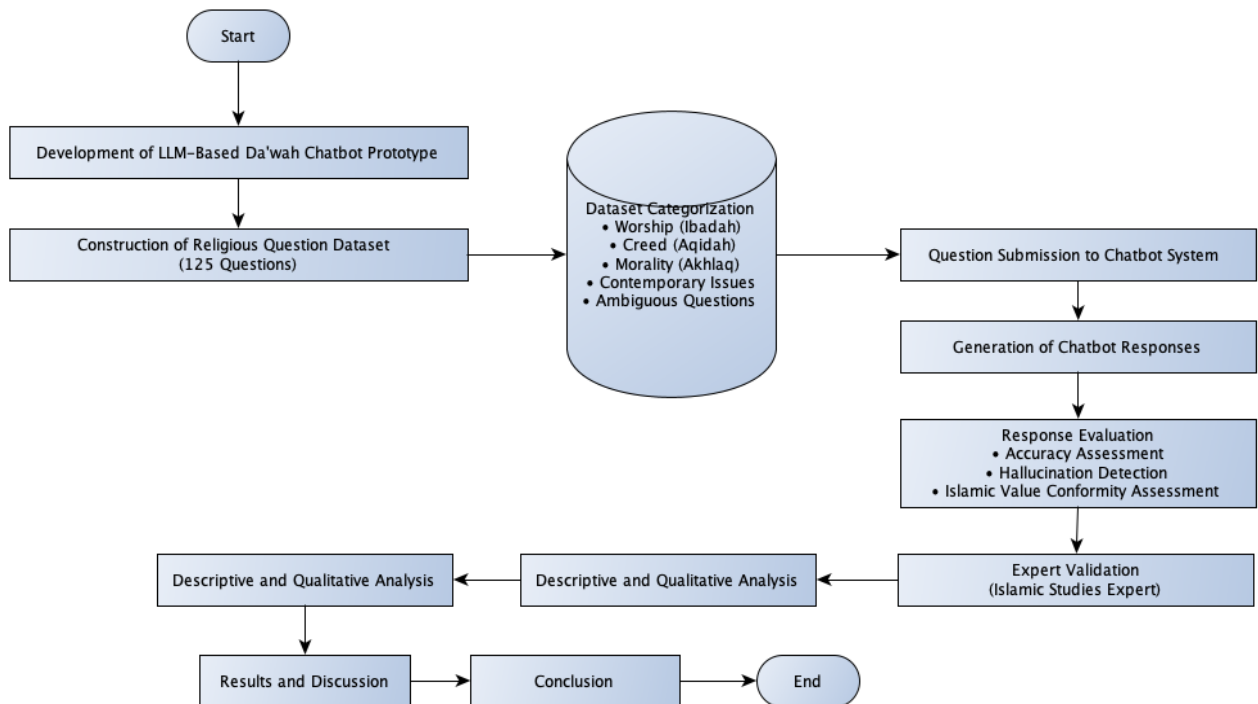 Start
Development of LLM-Based Da'wah Chatbot Prototype
Construction of Religious Question Dataset
(125 Questions)
Dataset Categorization
• Worship (Ibadah)
• Creed (Aqidah)
• Morality (Akhlaq)
• Contemporary Issues
• Ambiguous Questions
Question Submission to Chatbot System
Generation of Chatbot Responses
Response Evaluation
• Accuracy Assessment
• Hallucination Detection
• Islamic Value Conformity Assessment
Expert Validation
(Islamic Studies Expert)
Descriptive and Qualitative Analysis
Descriptive and Qualitative Analysis
Results and Discussion
Conclusion
End